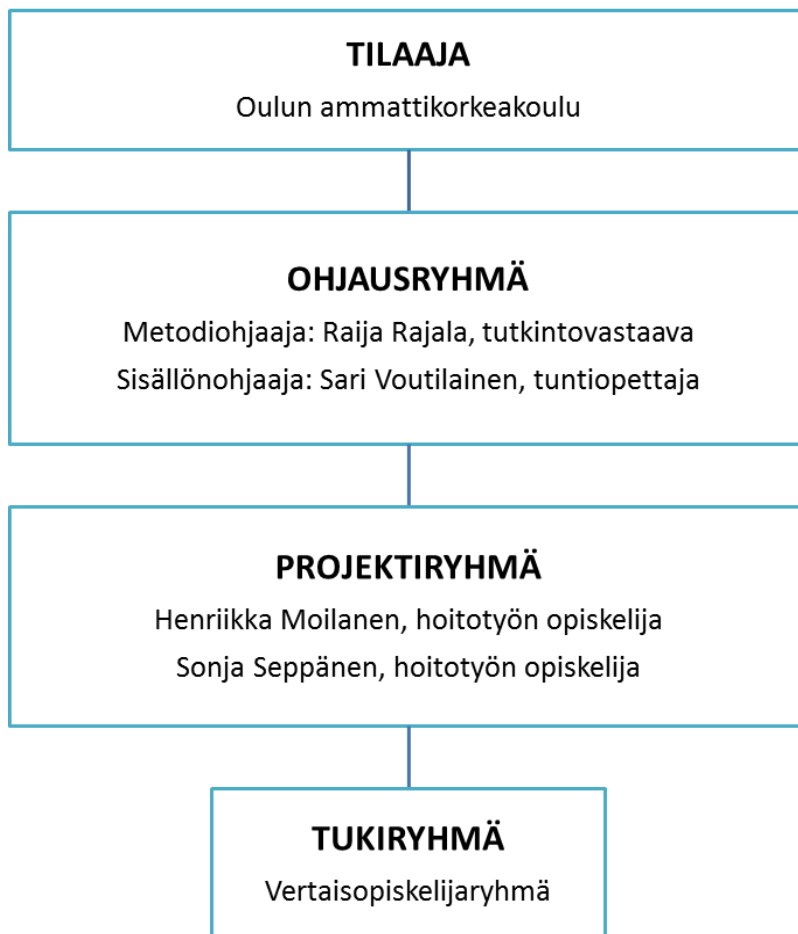 TILAAJA
Oulun ammattikorkeakoulu
OHJAUSRYHMÄ
Metodiohjaaja: Raija Rajala, tutkintovastaava
Sisällönohjaaja: Sari Voutilainen, tuntiopettaja
PROJEKTIRYHMÄ
Henriikka Moilanen, hoitotyön opiskelija
Sonja Seppänen, hoitotyön opiskelija
TUKIRYHMÄ
Vertaisopiskelijaryhmä